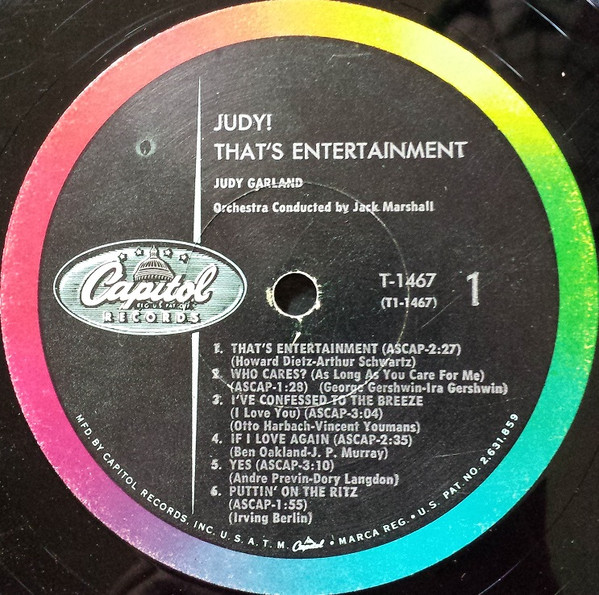 JUDY!
THAT'S ENTERTAINMENT
JUDY GARLAND
Orchestra Conducted by Jack Marshall
Capitol
REG. U.S. PAT. OFF.
RECORDS
T-1467
(T1-1467)
1
1. THAT'S ENTERTAINMENT (ASCAP-2:27)
(Howard Dietz-Arthur Schwartz)
2. WHO CARES? (As Long As You Care For Me)
(ASCAP-1:28) (George Gershwin-Ira Gershwin)
3. I'VE CONFESSED TO THE BREEZE
(I Love You) (ASCAP-3:04)
(Otto Harbach-Vincent Youmans)
4. IF I LOVE AGAIN (ASCAP-2:35)
(Ben Oakland-J. P. Murray)
5. YES (ASCAP-3:10)
(Andre Previn-Dory Langdon)
6. PUTTIN' ON THE RITZ
(ASCAP-1:55)
(Irving Berlin)
MFD. BY CAPITOL RECORDS, INC. U.S.A. T.M. Capitol • MARCA REG. • U.S. PAT. NO. 2,631,859